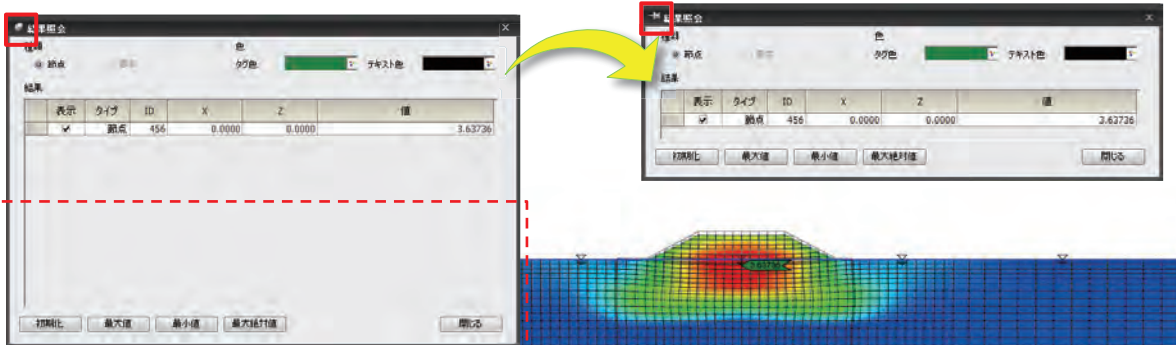 結果照会
X
種類
色
節点
要素
タグ色
テキスト色
結果
表示 タイプ ID X Z 値
節点 456 0.0000 0.0000 3.63736
初期化 最大値 最小値 最大絶対値 閉じる
結果照会
X
種類
色
節点
要素
タグ色
テキスト色
結果
表示 タイプ ID X Z 値
節点 456 0.0000 0.0000 3.63736
初期化 最大値 最小値 最大絶対値 閉じる
3.63736